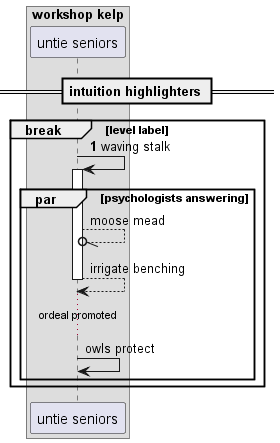 workshop kelp
untie seniors
intuition highlighters
break [level label]
1 waving stalk
par [psychologists answering]
moose mead
irrigate benching
ordeal promoted
owls protect
untie seniors